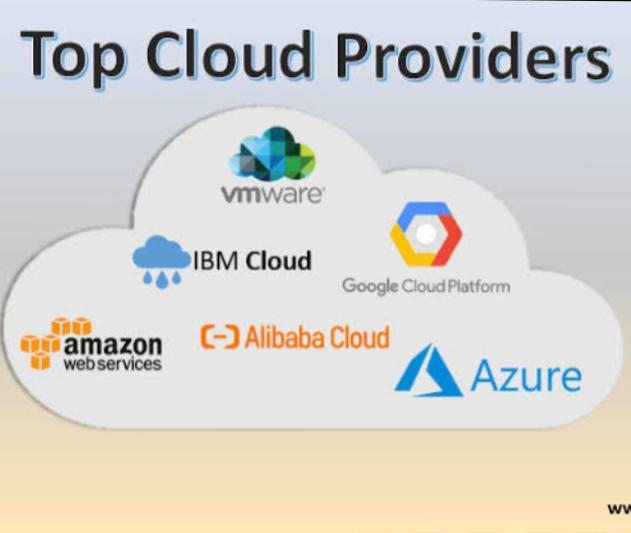 Top Cloud Providers
vmware®
IBM Cloud
Google Cloud Platform
amazon
web services
Alibaba Cloud
Azure